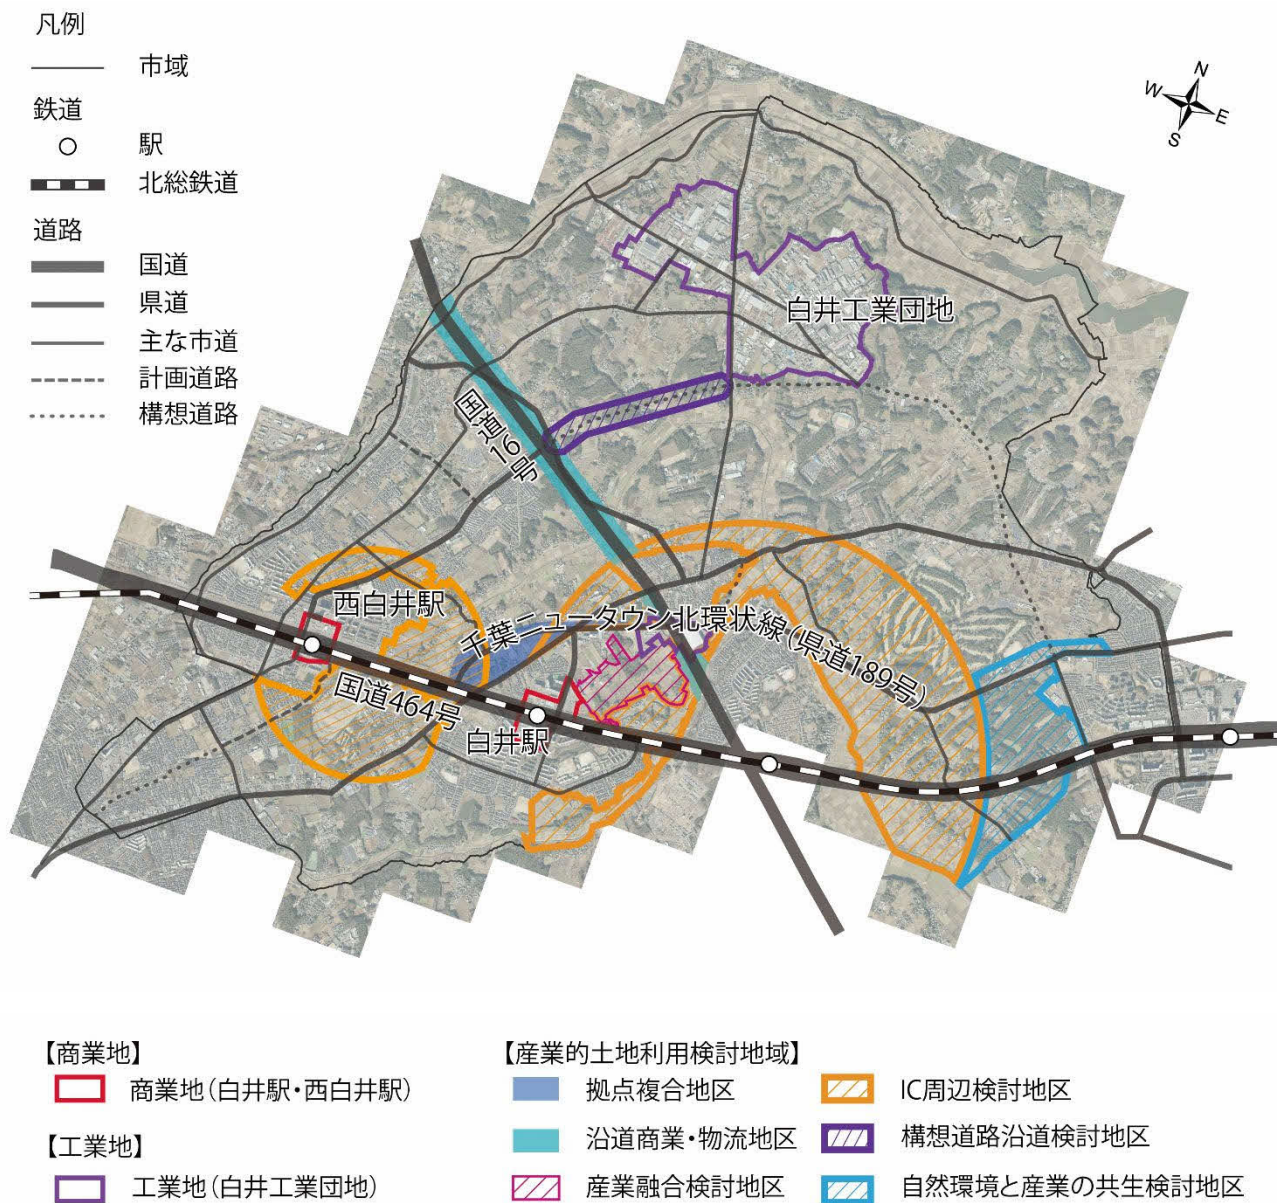 凡例
市域
鉄道
駅
北総鉄道
道路
国道
県道
主な市道
計画道路
構想道路
N
W
E
S
白井工業団地
国道16号
西白井駅
千葉ニュータウン北環状線(県道189号)
国道464号
白井駅
【商業地】
商業地(白井駅・西白井駅)
【工業地】
工業地(白井工業団地)
【産業的土地利用検討地域】
拠点複合地区
沿道商業・物流地区
産業融合検討地区
IC周辺検討地区
構想道路沿道検討地区
自然環境と産業の共生検討地区